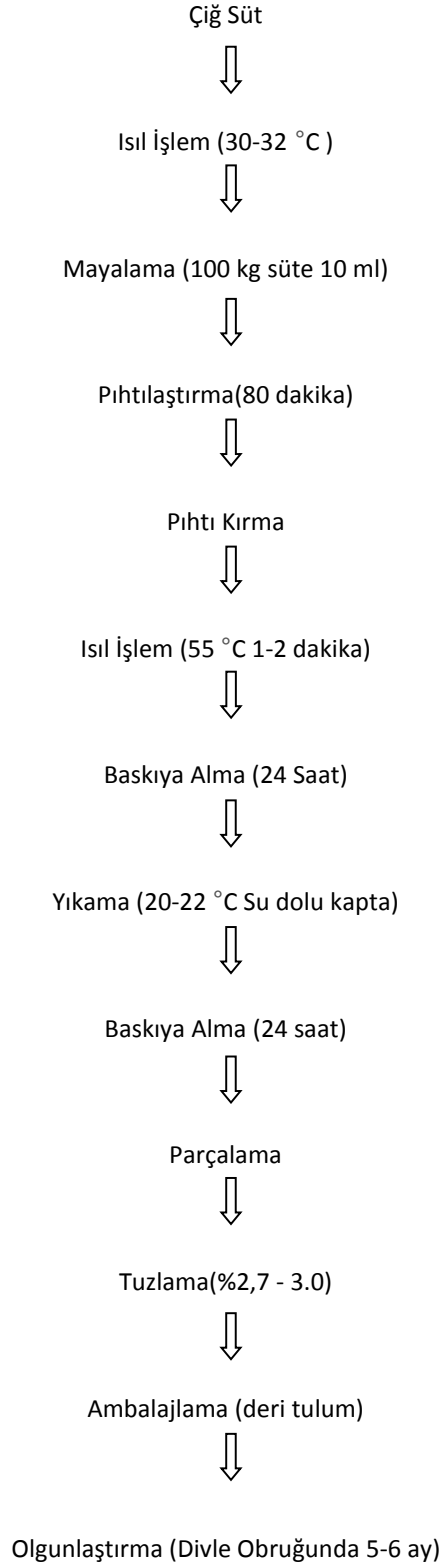 Çiğ Süt
Isıl İşlem (30-32 °C )
Mayalama (100 kg süte 10 ml)
Pıhtılaştırma(80 dakika)
Pıhtı Kırma
Isıl İşlem (55 °C 1-2 dakika)
Baskıya Alma (24 Saat)
Yıkama (20-22 °C Su dolu kapta)
Baskıya Alma (24 saat)
Parçalama
Tuzlama(%2,7 - 3.0)
Ambalajlama (deri tulum)
Olgunlaştırma (Divle Obruğunda 5-6 ay)